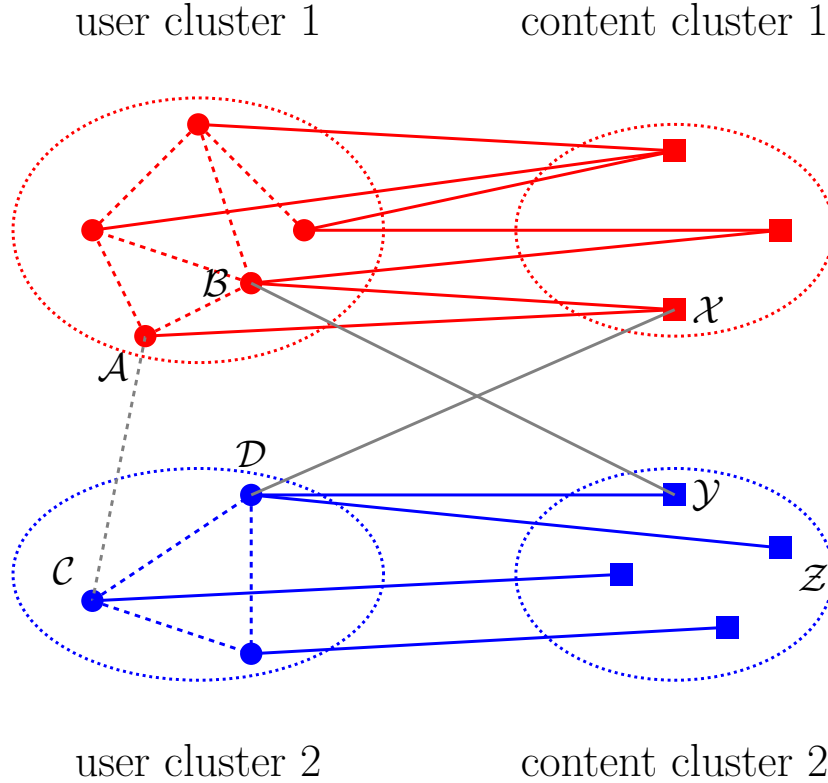 user cluster 1
content cluster 1
ℬ
𝒳
𝒜
𝒟
𝒴
𝒞
𝒵
user cluster 2
content cluster 2